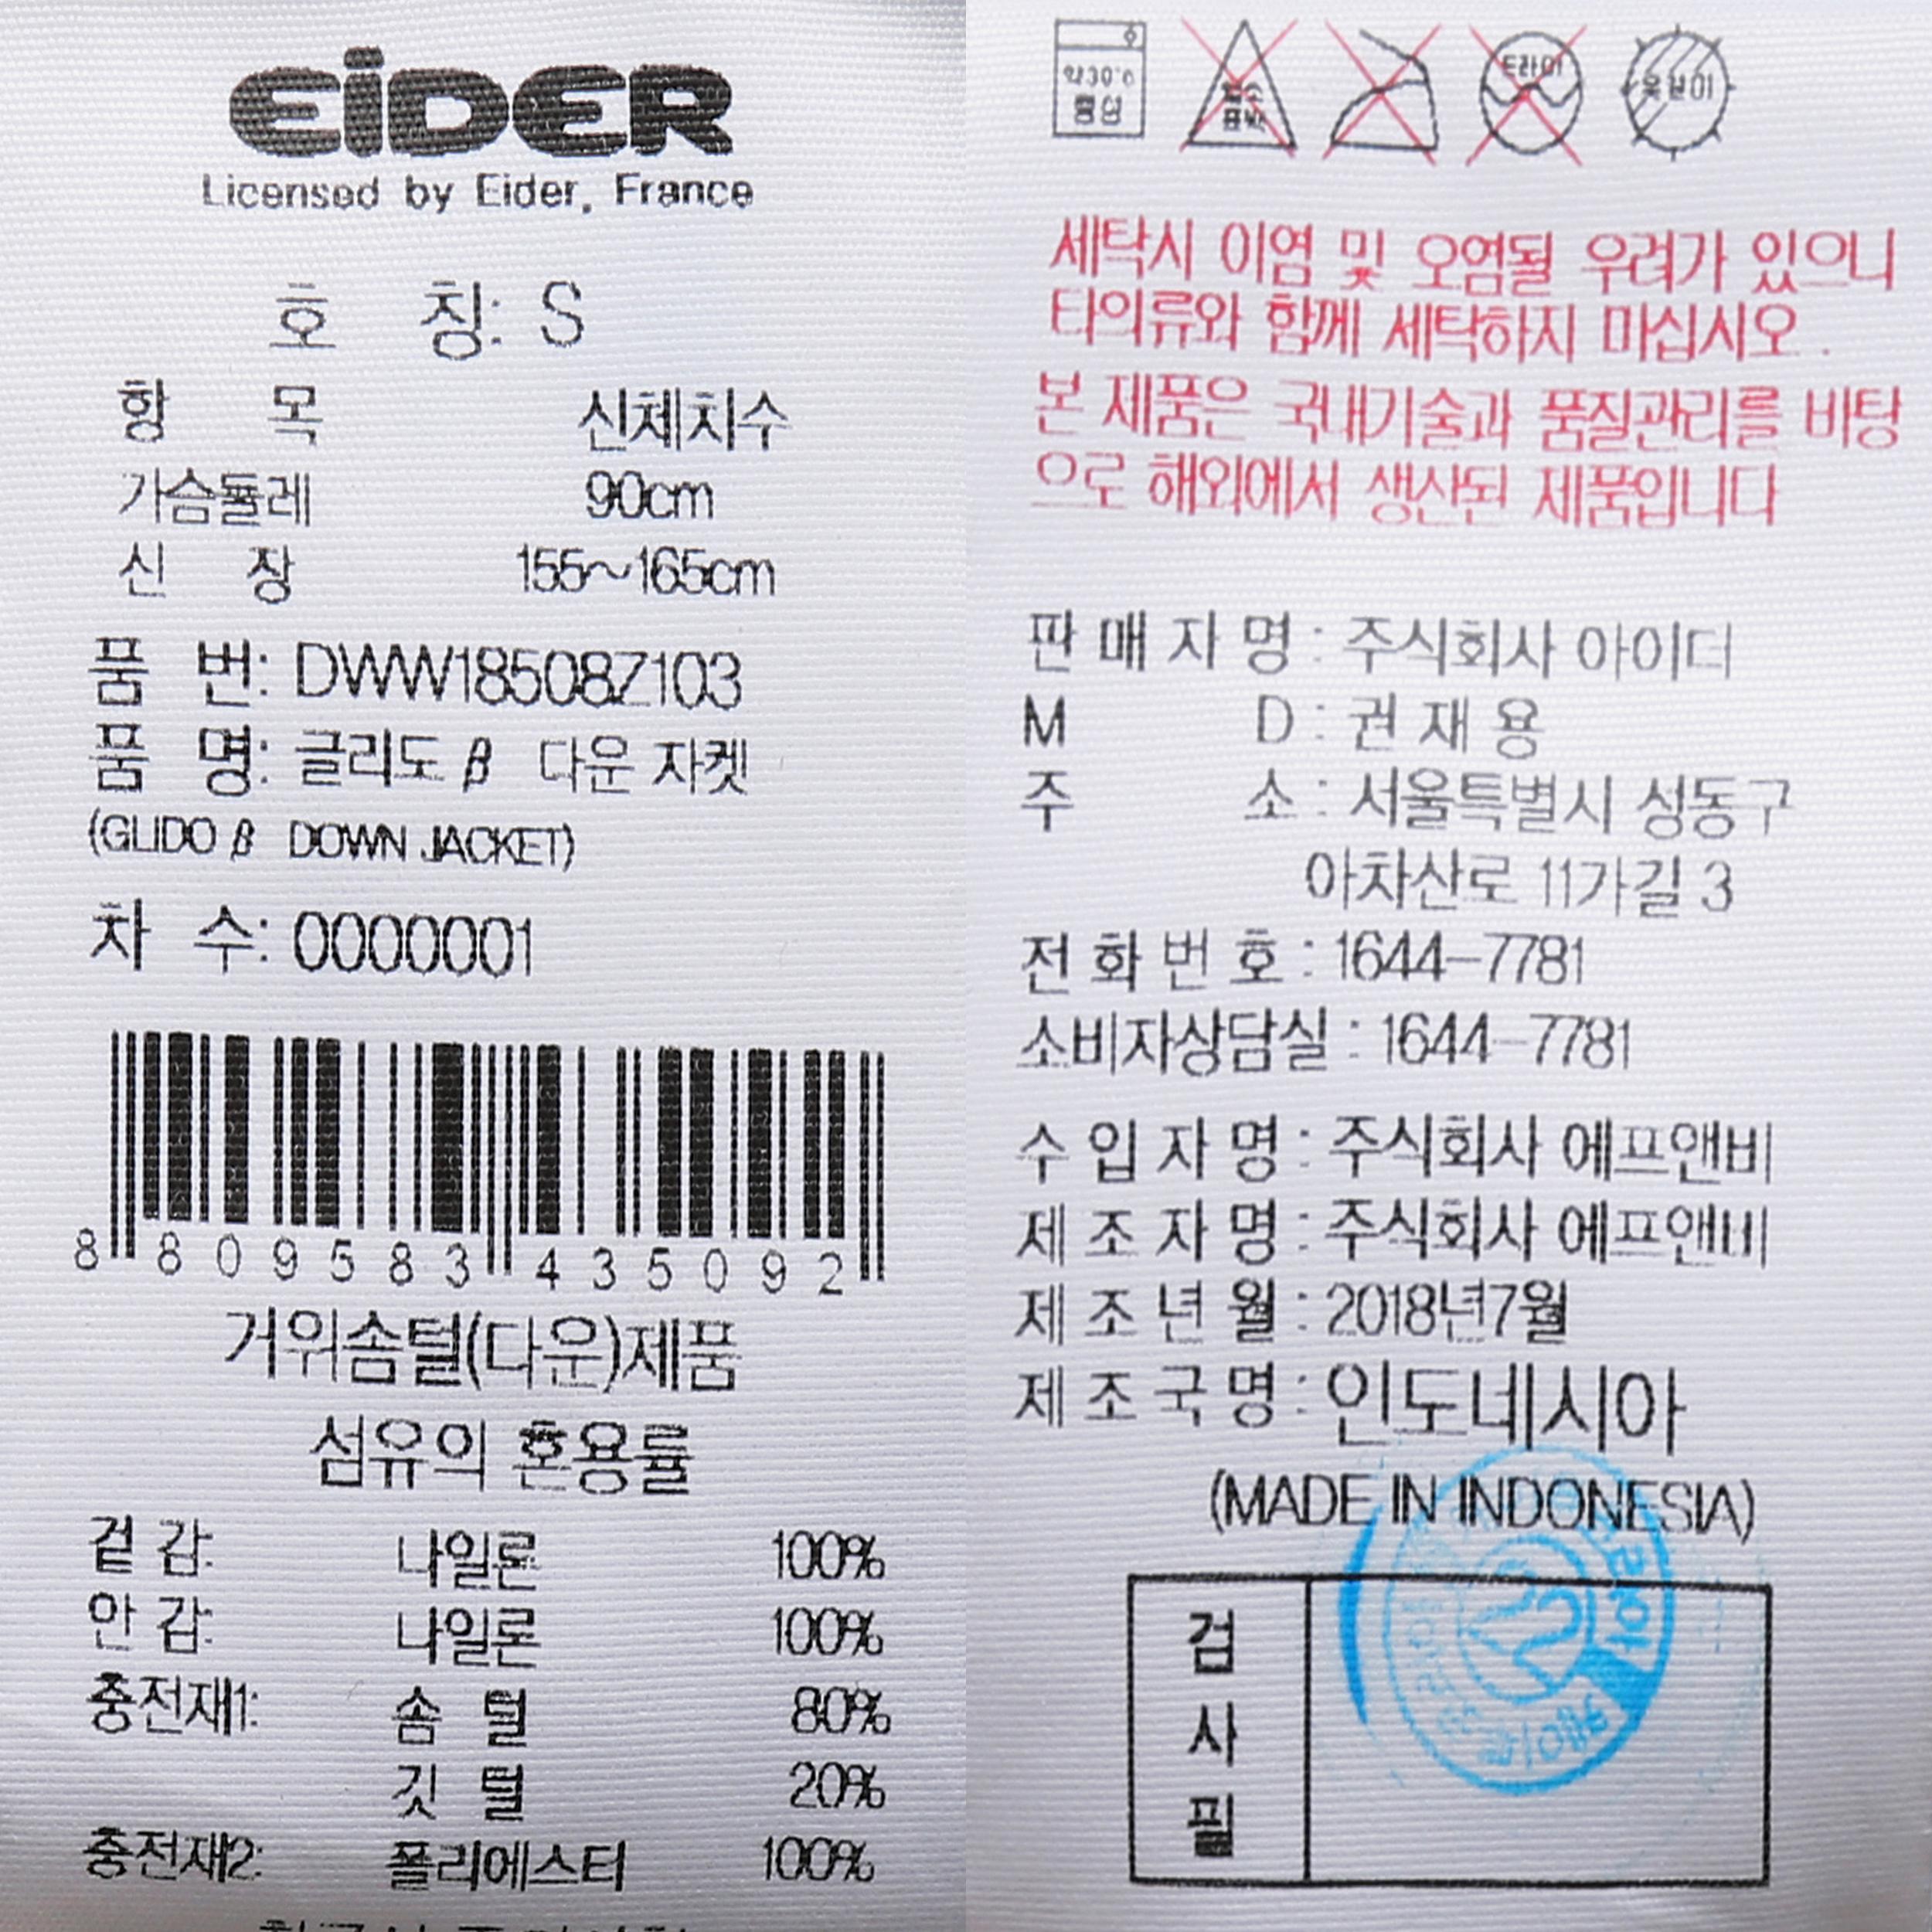 EiDER
Licensed by Eider, France
호 칭: S
항 목 신체치수
가슴둘레 90cm
신 장 155~165cm
품 번: DWW18508Z103
품 명: 글리도 β 다운 자켓
(GLIDO β DOWN JACKET)
차 수: 0000001
8 809583 435092
거위솜털(다운)제품
섬유의 혼용률
겉 감: 나일론 100%
안 감: 나일론 100%
충전재1: 솜 털 80%
깃 털 20%
충전재2: 폴리에스터 100%
약30°c 중성
염소 표백
드라이
옷걸이
세탁시 이염 및 오염될 우려가 있으니
타의류와 함께 세탁하지 마십시오.
본 제품은 국내기술과 품질관리를 바탕
으로 해외에서 생산된 제품입니다
판 매 자 명 : 주식회사 아이더
M D : 권 재 용
주 소 : 서울특별시 성동구
아차산로 11가길 3
전 화 번 호 : 1644-7781
소비자상담실 : 1644-7781
수 입 자 명 : 주식회사 에프앤비
제 조 자 명 : 주식회사 에프앤비
제 조 년 월 : 2018년7월
제 조 국 명 : 인도네시아
(MADE IN INDONESIA)
검
사
필